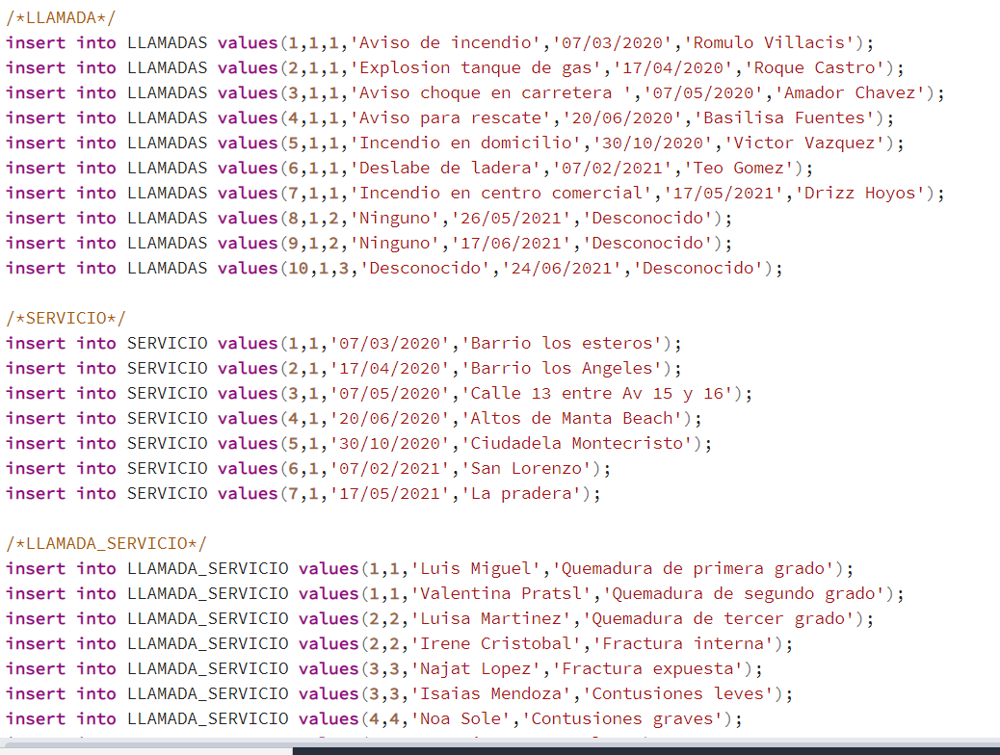 /*LLAMADA*/
insert into LLAMADAS values(1,1,1,'Aviso de incendio','07/03/2020','Romulo Villacis');
insert into LLAMADAS values(2,1,1,'Explosion tanque de gas','17/04/2020','Roque Castro');
insert into LLAMADAS values(3,1,1,'Aviso choque en carretera ','07/05/2020','Amador Chavez');
insert into LLAMADAS values(4,1,1,'Aviso para rescate','20/06/2020','Basilisa Fuentes');
insert into LLAMADAS values(5,1,1,'Incendio en domicilio','30/10/2020','Victor Vazquez');
insert into LLAMADAS values(6,1,1,'Deslabe de ladera','07/02/2021','Teo Gomez');
insert into LLAMADAS values(7,1,1,'Incendio en centro comercial','17/05/2021','Drizz Hoyos');
insert into LLAMADAS values(8,1,2,'Ninguno','26/05/2021','Desconocido');
insert into LLAMADAS values(9,1,2,'Ninguno','17/06/2021','Desconocido');
insert into LLAMADAS values(10,1,3,'Desconocido','24/06/2021','Desconocido');
/*SERVICIO*/
insert into SERVICIO values(1,1,'07/03/2020','Barrio los esteros');
insert into SERVICIO values(2,1,'17/04/2020','Barrio los Angeles');
insert into SERVICIO values(3,1,'07/05/2020','Calle 13 entre Av 15 y 16');
insert into SERVICIO values(4,1,'20/06/2020','Altos de Manta Beach');
insert into SERVICIO values(5,1,'30/10/2020','Ciudadela Montecristo');
insert into SERVICIO values(6,1,'07/02/2021','San Lorenzo');
insert into SERVICIO values(7,1,'17/05/2021','La pradera');
/*LLAMADA_SERVICIO*/
insert into LLAMADA_SERVICIO values(1,1,'Luis Miguel','Quemadura de primera grado');
insert into LLAMADA_SERVICIO values(1,1,'Valentina Pratsl','Quemadura de segundo grado');
insert into LLAMADA_SERVICIO values(2,2,'Luisa Martinez','Quemadura de tercer grado');
insert into LLAMADA_SERVICIO values(2,2,'Irene Cristobal','Fractura interna');
insert into LLAMADA_SERVICIO values(3,3,'Najat Lopez','Fractura expuesta');
insert into LLAMADA_SERVICIO values(3,3,'Isaias Mendoza','Contusiones leves');
insert into LLAMADA_SERVICIO values(4,4,'Noa Sole','Contusiones graves');